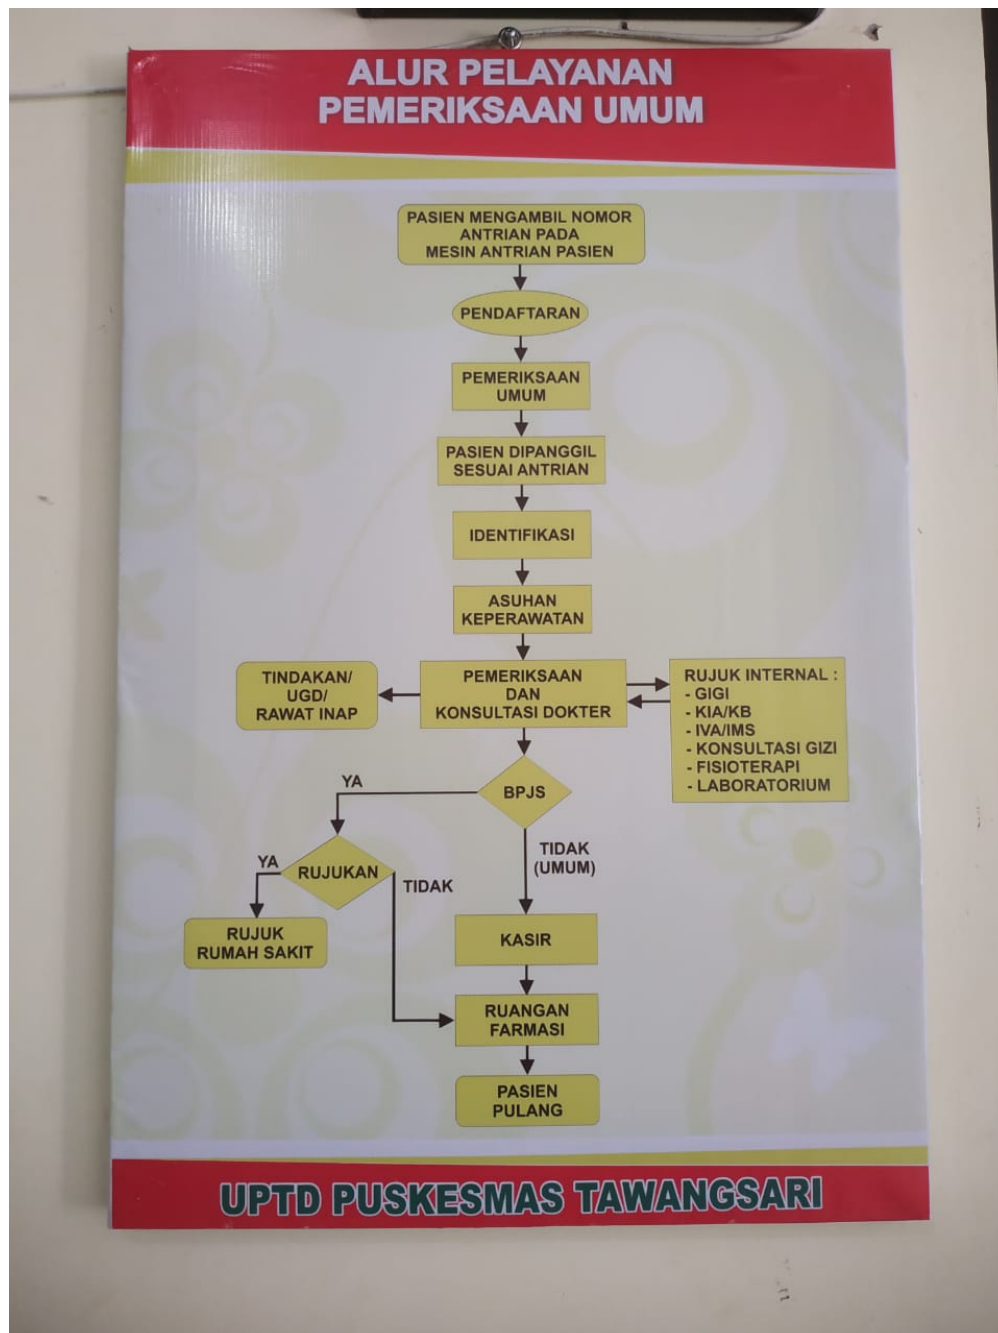 ALUR PELAYANAN
PEMERIKSAAN UMUM
PASIEN MENGAMBIL NOMOR
ANTRIAN PADA
MESIN ANTRIAN PASIEN
PENDAFTARAN
PEMERIKSAAN
UMUM
PASIEN DIPANGGIL
SESUAI ANTRIAN
IDENTIFIKASI
ASUHAN
KEPERAWATAN
TINDAKAN/
UGD/
RAWAT INAP
PEMERIKSAAN
DAN
KONSULTASI DOKTER
RUJUK INTERNAL :
- GIGI
- KIA/KB
- IVA/IMS
- KONSULTASI GIZI
- FISIOTERAPI
- LABORATORIUM
YA
BPJS
TIDAK
(UMUM)
YA
RUJUKAN
TIDAK
RUJUK
RUMAH SAKIT
KASIR
RUANGAN
FARMASI
PASIEN
PULANG
UPTD PUSKESMAS TAWANGSARI